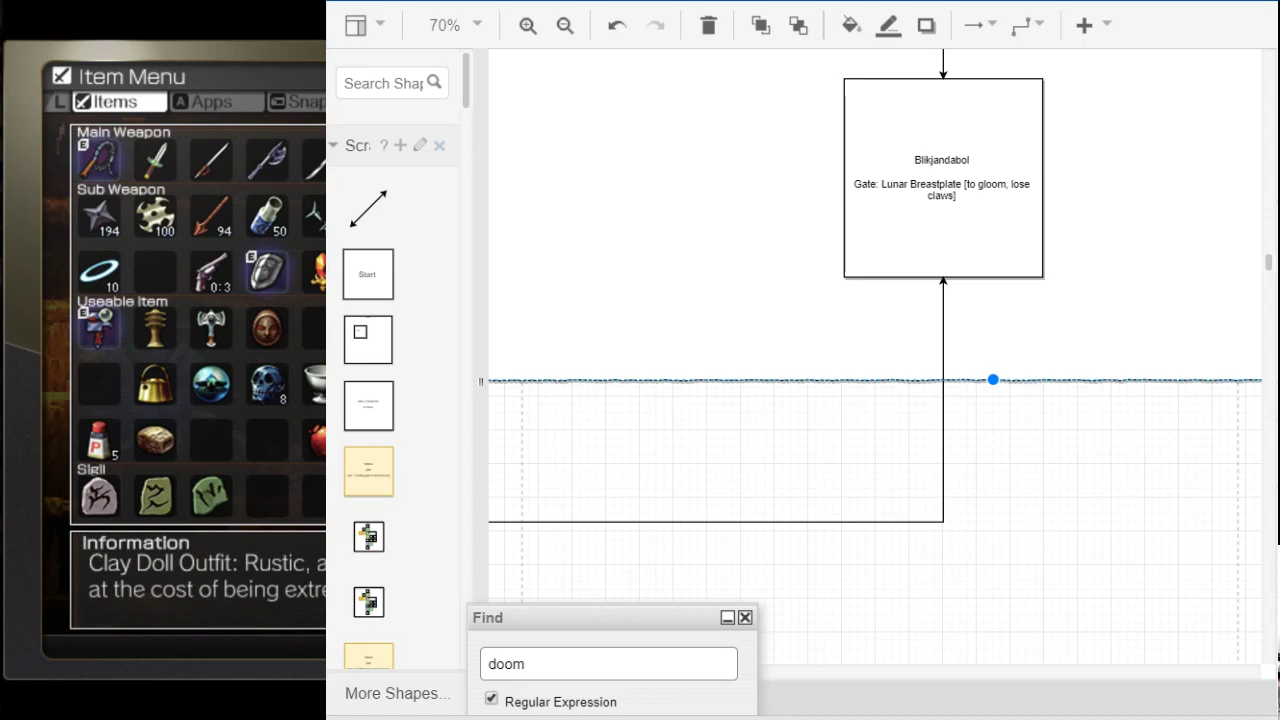 Item Menu
L Items A Apps Snap
Main Weapon
Sub Weapon
194 100 94 50
10 0:3
Useable Item
8
5
Sigil
Information
Clay Doll Outfit: Rustic, a
at the cost of being extre
70%
Search Shap
Scr
?
Start
More Shapes...
Blikjandabol
Gate: Lunar Breastplate [to gloom, lose
claws]
Find
doom
Regular Expression